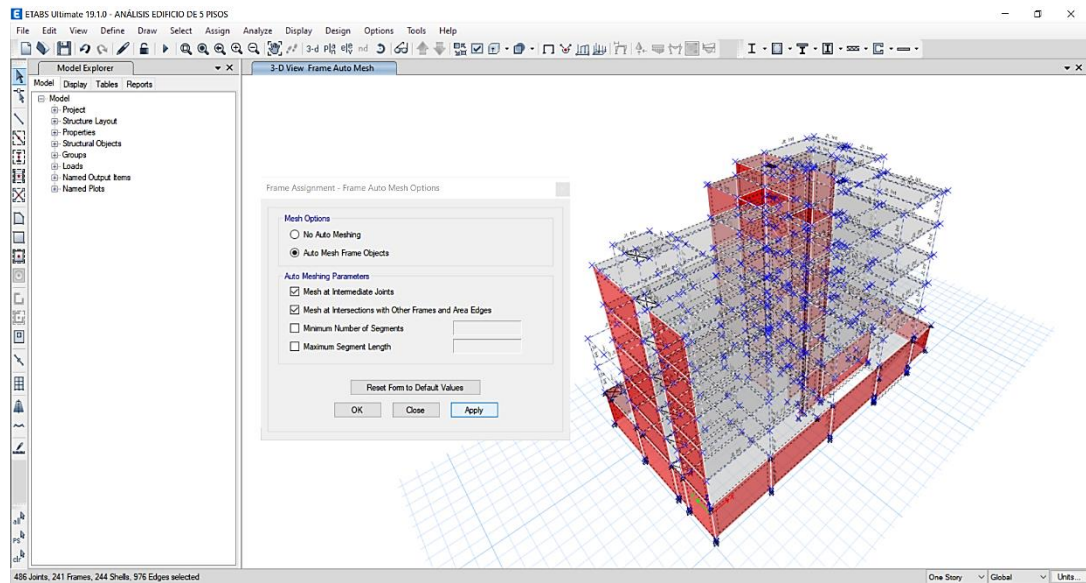 ETABS Ultimate 19.1.0 - ANÁLISIS EDIFICIO DE 5 PISOS
File Edit View Define Draw Select Assign Analyze Display Design Options Tools Help
3-d
nd
Model Explorer
3-D View Frame Auto Mesh
Model Display Tables Reports
Model
Project
Structure Layout
Properties
Structural Objects
Groups
Loads
Named Output Items
Named Plots
Frame Assignment - Frame Auto Mesh Options
Mesh Options
No Auto Meshing
Auto Mesh Frame Objects
Auto Meshing Parameters
Mesh at Intermediate Joints
Mesh at Intersections with Other Frames and Area Edges
Minimum Number of Segments
Maximum Segment Length
Reset Form to Default Values
OK Close Apply
all
ps
clr
486 Joints, 241 Frames, 244 Shells, 976 Edges selected
One Story Global Units...